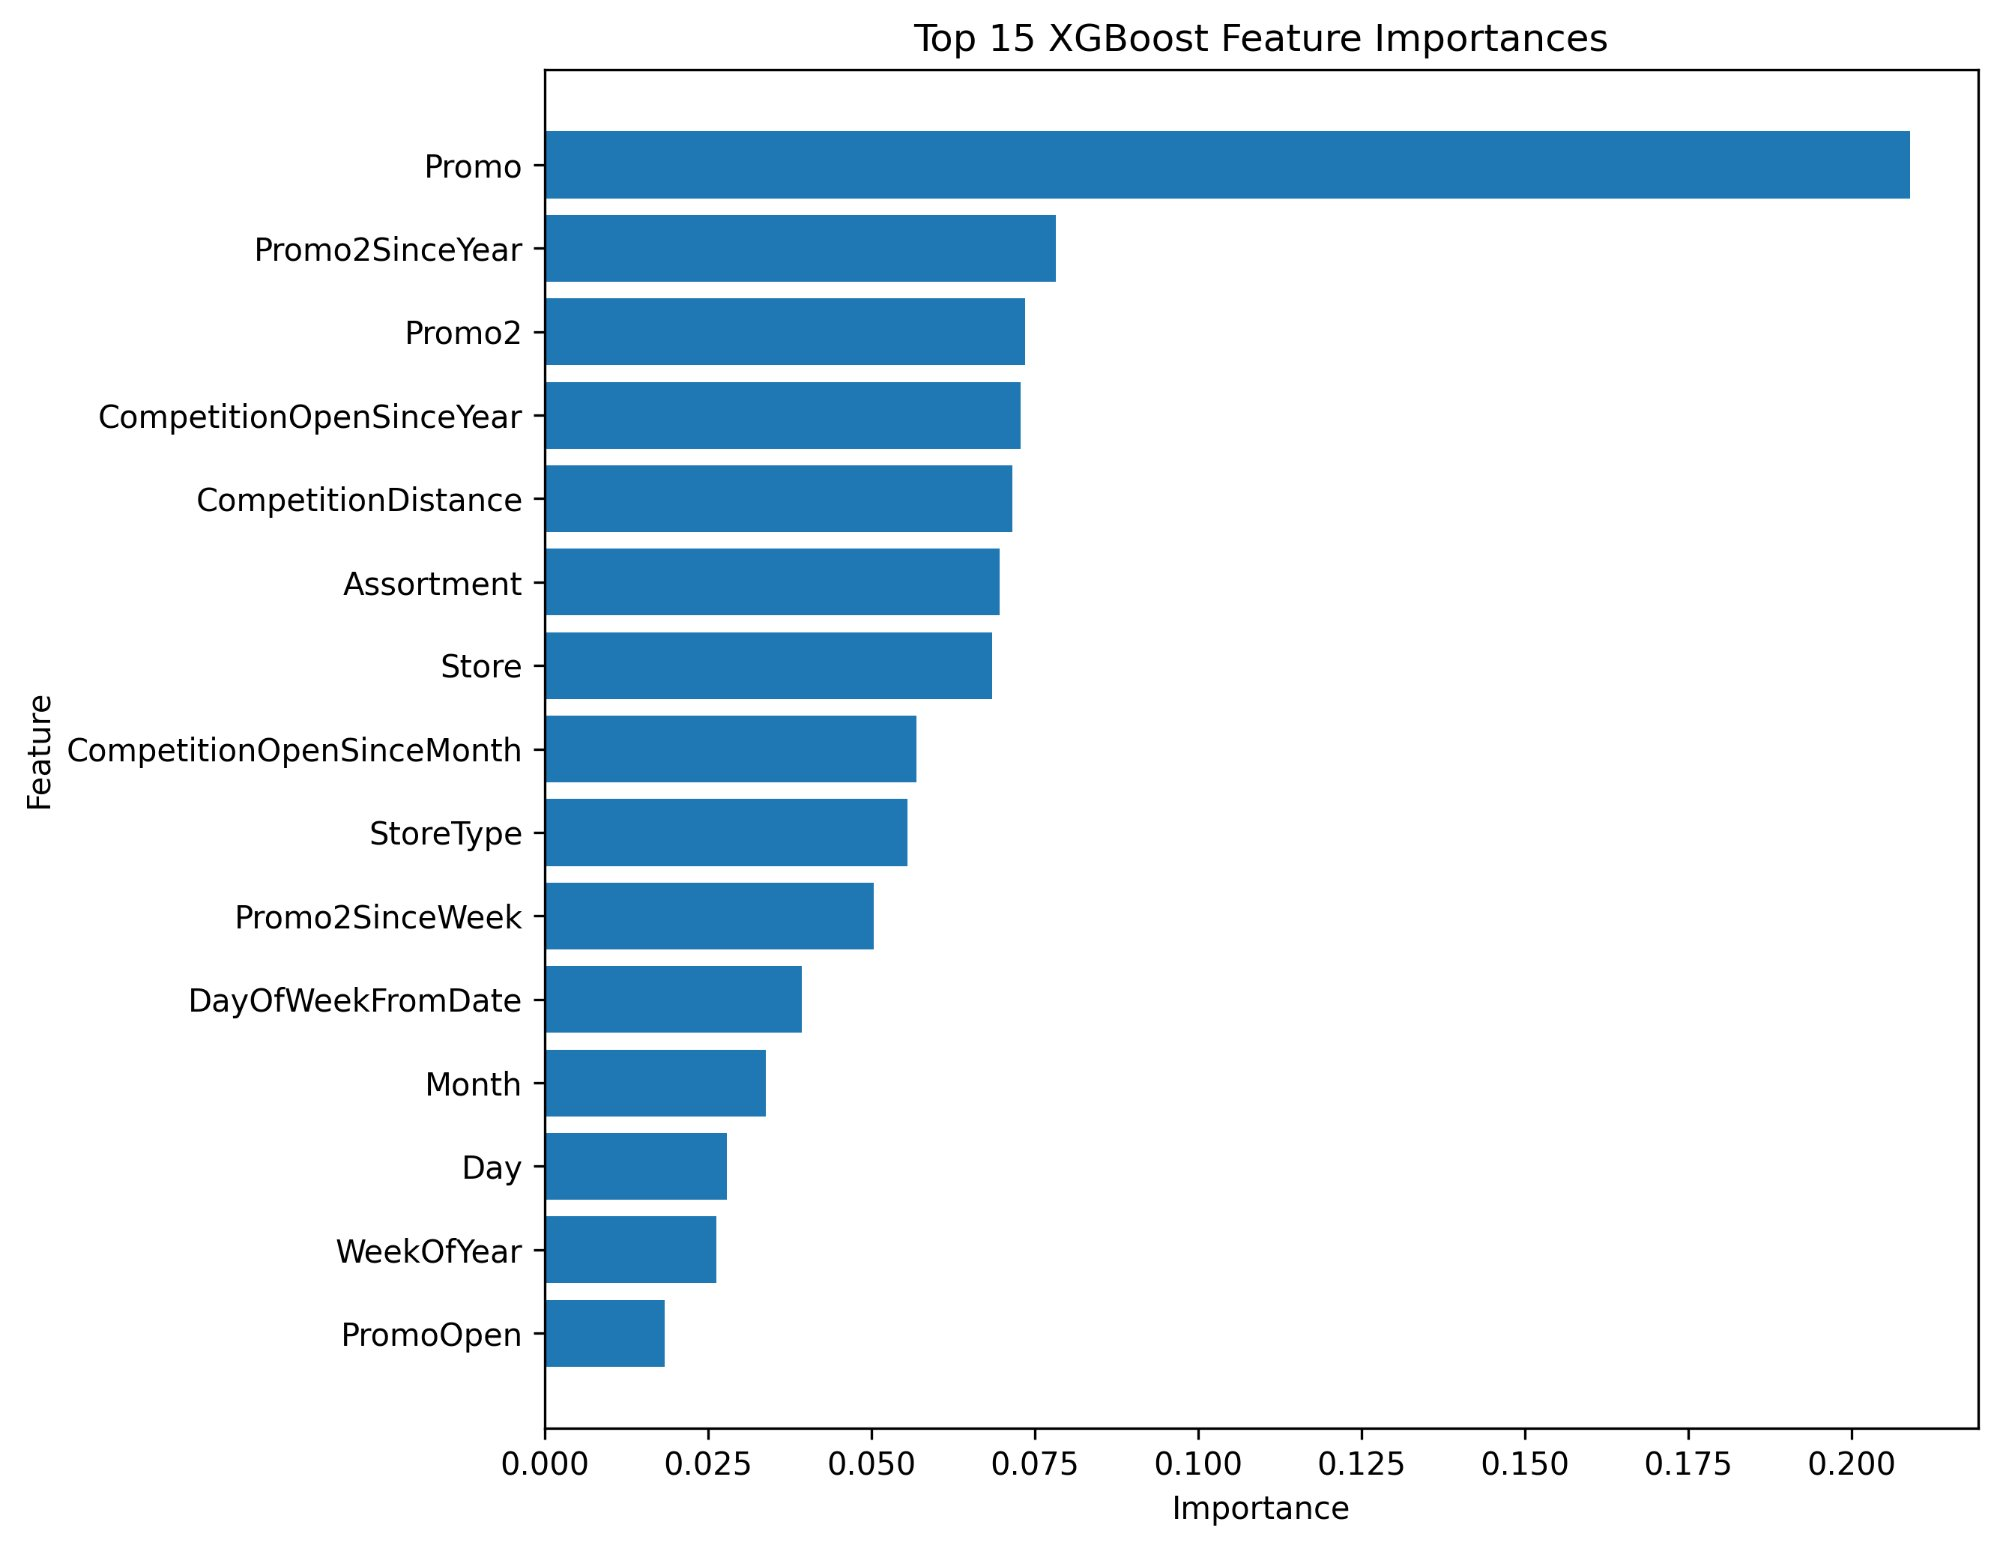 Top 15 XGBoost Feature Importances
Feature
Promo
Promo2SinceYear
Promo2
CompetitionOpenSinceYear
CompetitionDistance
Assortment
Store
CompetitionOpenSinceMonth
StoreType
Promo2SinceWeek
DayOfWeekFromDate
Month
Day
WeekOfYear
PromoOpen
0.000 0.025 0.050 0.075 0.100 0.125 0.150 0.175 0.200
Importance